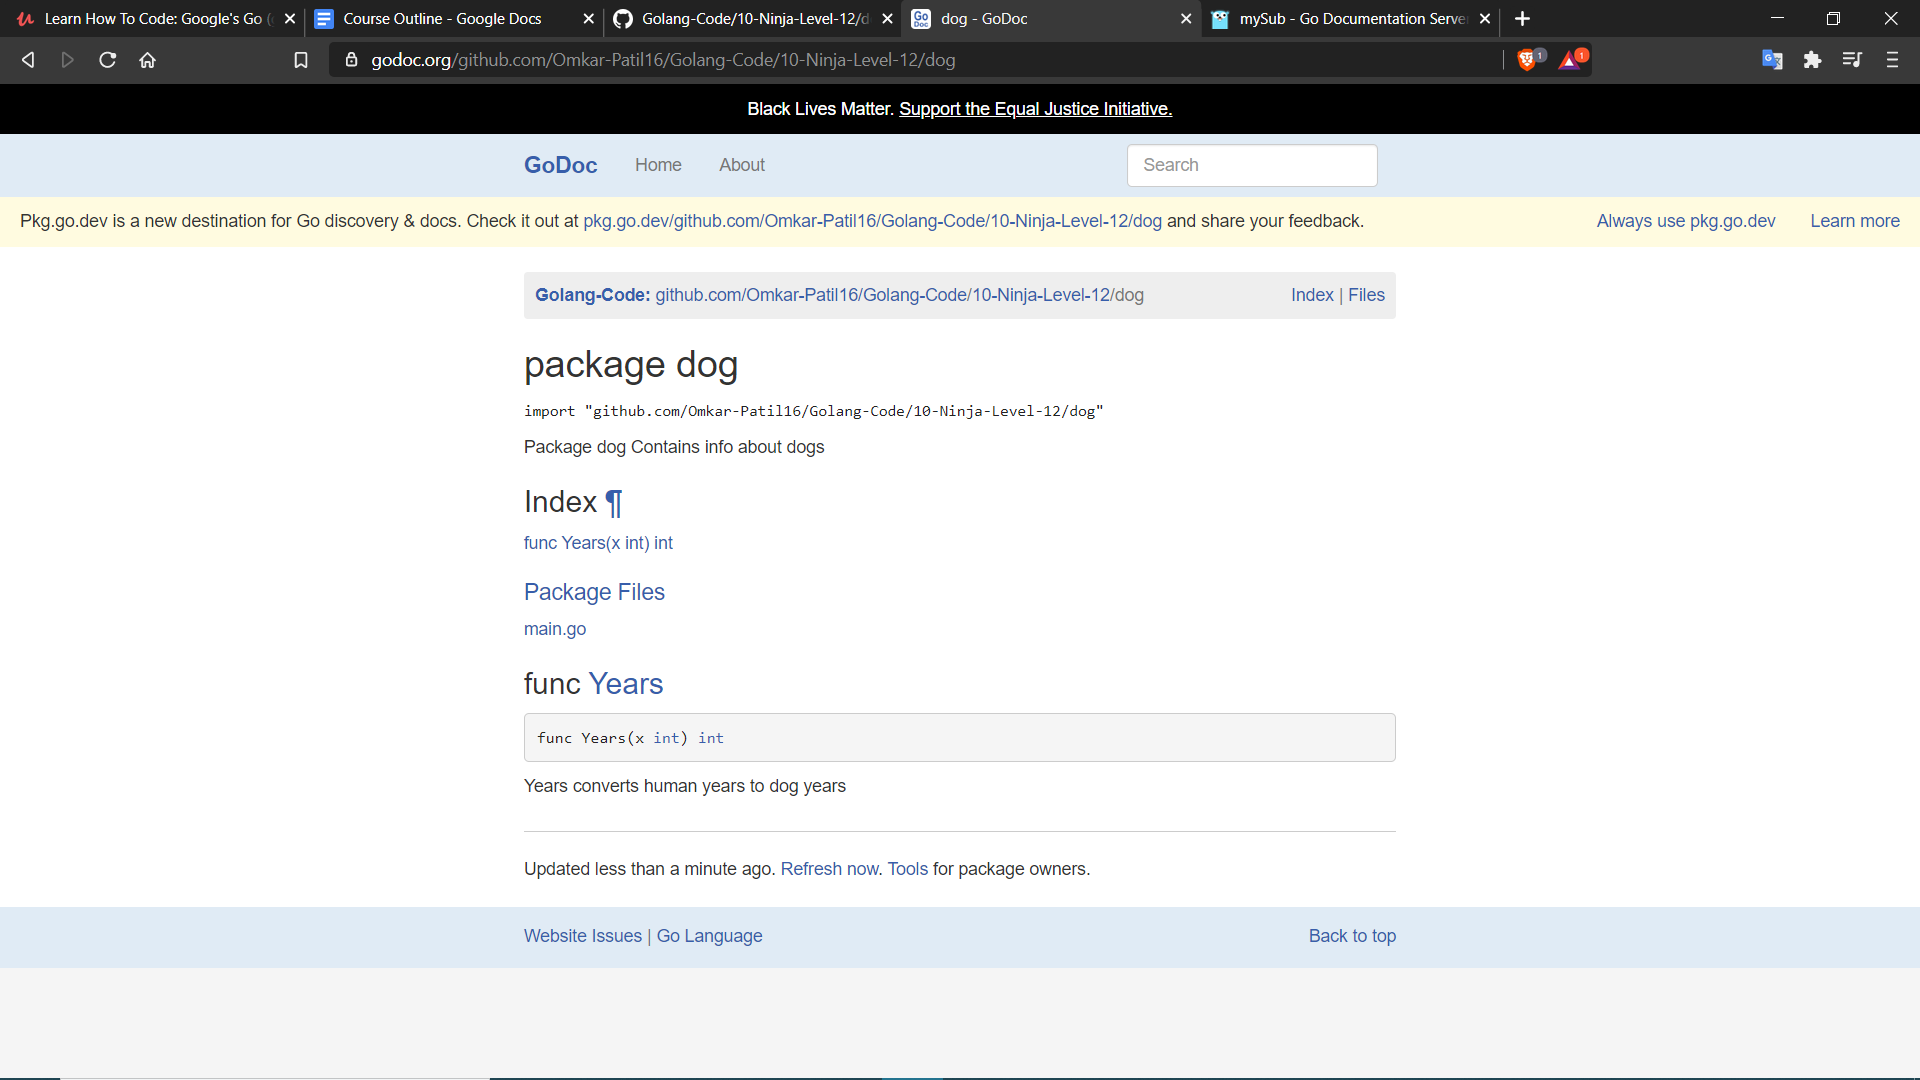 Learn How To Code: Google's Go (
Course Outline - Google Docs
Golang-Code/10-Ninja-Level-12/d
dog - GoDoc
mySub - Go Documentation Serve
godoc.org/github.com/Omkar-Patil16/Golang-Code/10-Ninja-Level-12/dog
1
1
Black Lives Matter. Support the Equal Justice Initiative.
GoDoc Home About Search
Pkg.go.dev is a new destination for Go discovery & docs. Check it out at pkg.go.dev/github.com/Omkar-Patil16/Golang-Code/10-Ninja-Level-12/dog and share your feedback. Always use pkg.go.dev Learn more
Golang-Code: github.com/Omkar-Patil16/Golang-Code/10-Ninja-Level-12/dog Index | Files
package dog
import "github.com/Omkar-Patil16/Golang-Code/10-Ninja-Level-12/dog"
Package dog Contains info about dogs
Index ¶
func Years(x int) int
Package Files
main.go
func Years
func Years(x int) int
Years converts human years to dog years
Updated less than a minute ago. Refresh now. Tools for package owners.
Website Issues | Go Language Back to top